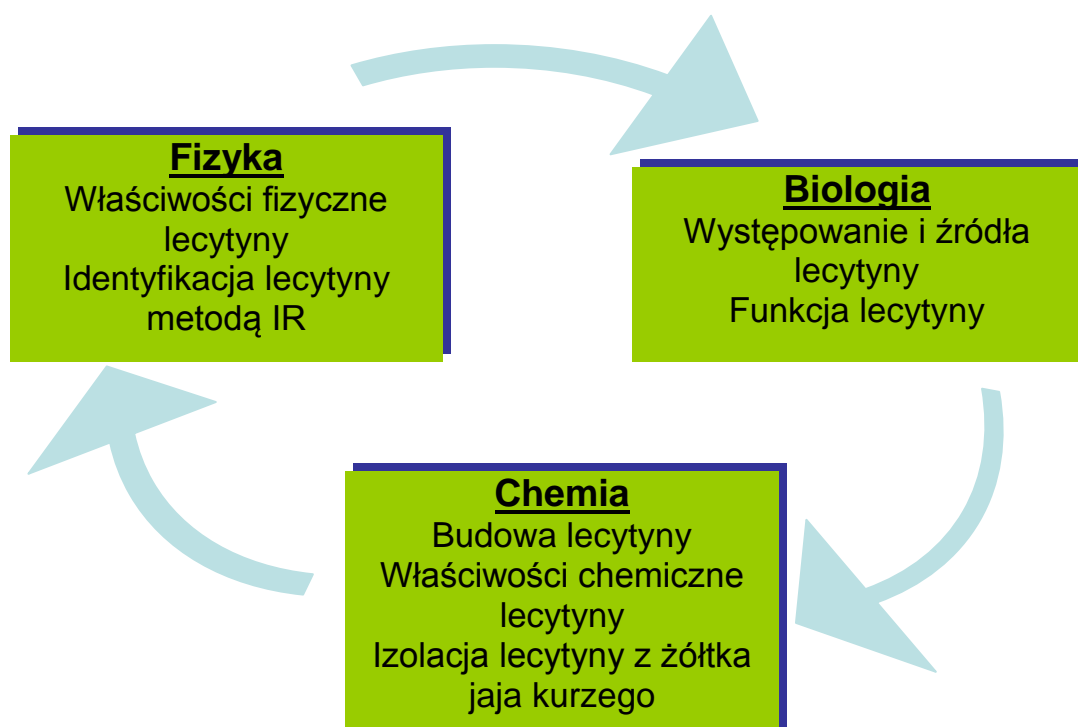 Fizyka
Właściwości fizyczne
lecytyny
Identyfikacja lecytyny
metodą IR
Biologia
Występowanie i źródła
lecytyny
Funkcja lecytyny
Chemia
Budowa lecytyny
Właściwości chemiczne
lecytyny
Izolacja lecytyny z żółtka
jaja kurzego